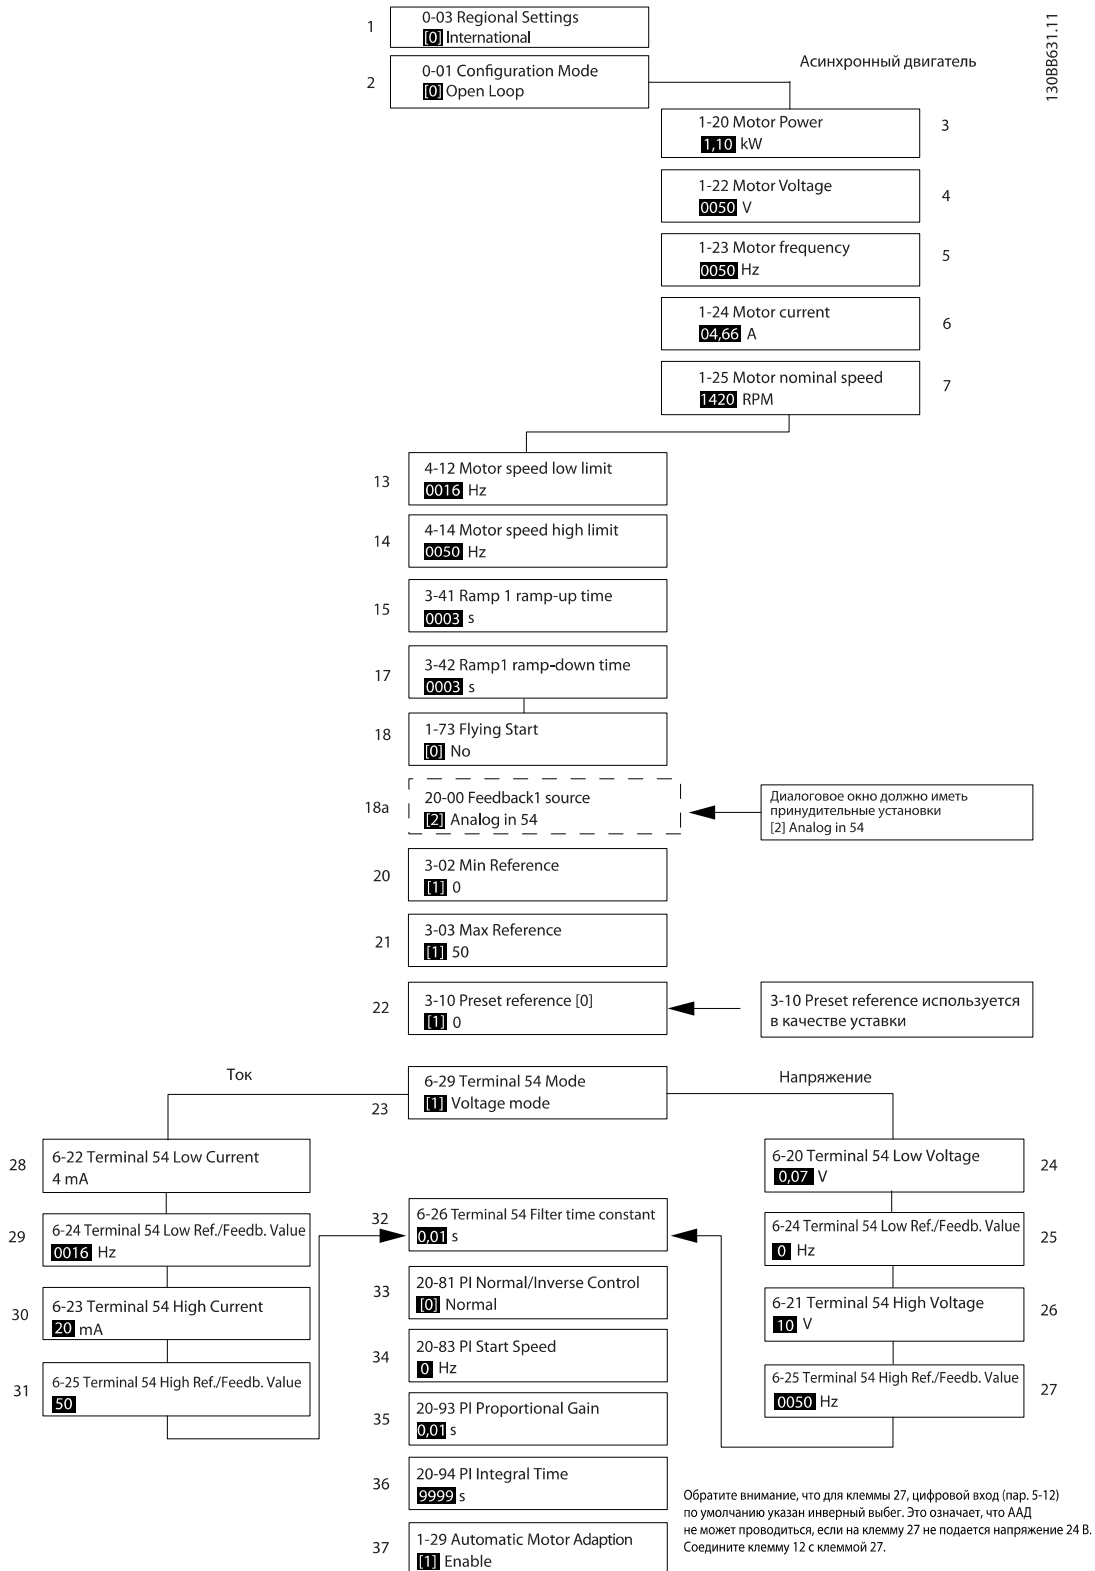 130BB631.11
1
0-03 Regional Settings
[0] International
2
0-01 Configuration Mode
[0] Open Loop
Асинхронный двигатель
1-20 Motor Power
1,10 kW
3
1-22 Motor Voltage
0050 V
4
1-23 Motor frequency
0050 Hz
5
1-24 Motor current
04,66 A
6
1-25 Motor nominal speed
1420 RPM
7
13
4-12 Motor speed low limit
0016 Hz
14
4-14 Motor speed high limit
0050 Hz
15
3-41 Ramp 1 ramp-up time
0003 s
17
3-42 Ramp1 ramp-down time
0003 s
18
1-73 Flying Start
[0] No
18a
20-00 Feedback1 source
[2] Analog in 54
Диалоговое окно должно иметь
принудительные установки
[2] Analog in 54
20
3-02 Min Reference
[1] 0
21
3-03 Max Reference
[1] 50
22
3-10 Preset reference [0]
[1] 0
3-10 Preset reference используется
в качестве уставки
Ток
23
6-29 Terminal 54 Mode
[1] Voltage mode
Напряжение
28
6-22 Terminal 54 Low Current
4 mA
29
6-24 Terminal 54 Low Ref./Feedb. Value
0016 Hz
30
6-23 Terminal 54 High Current
20 mA
31
6-25 Terminal 54 High Ref./Feedb. Value
50
6-20 Terminal 54 Low Voltage
0,07 V
24
6-24 Terminal 54 Low Ref./Feedb. Value
0 Hz
25
6-21 Terminal 54 High Voltage
10 V
26
6-25 Terminal 54 High Ref./Feedb. Value
0050 Hz
27
32
6-26 Terminal 54 Filter time constant
0,01 s
33
20-81 PI Normal/Inverse Control
[0] Normal
34
20-83 PI Start Speed
0 Hz
35
20-93 PI Proportional Gain
0,01 s
36
20-94 PI Integral Time
9999 s
37
1-29 Automatic Motor Adaption
[1] Enable
Обратите внимание, что для клеммы 27, цифровой вход (пар. 5-12)
по умолчанию указан инверный выбег. Это означает, что ААД
не может проводиться, если на клемму 27 не подается напряжение 24 В.
Соедините клемму 12 с клеммой 27.